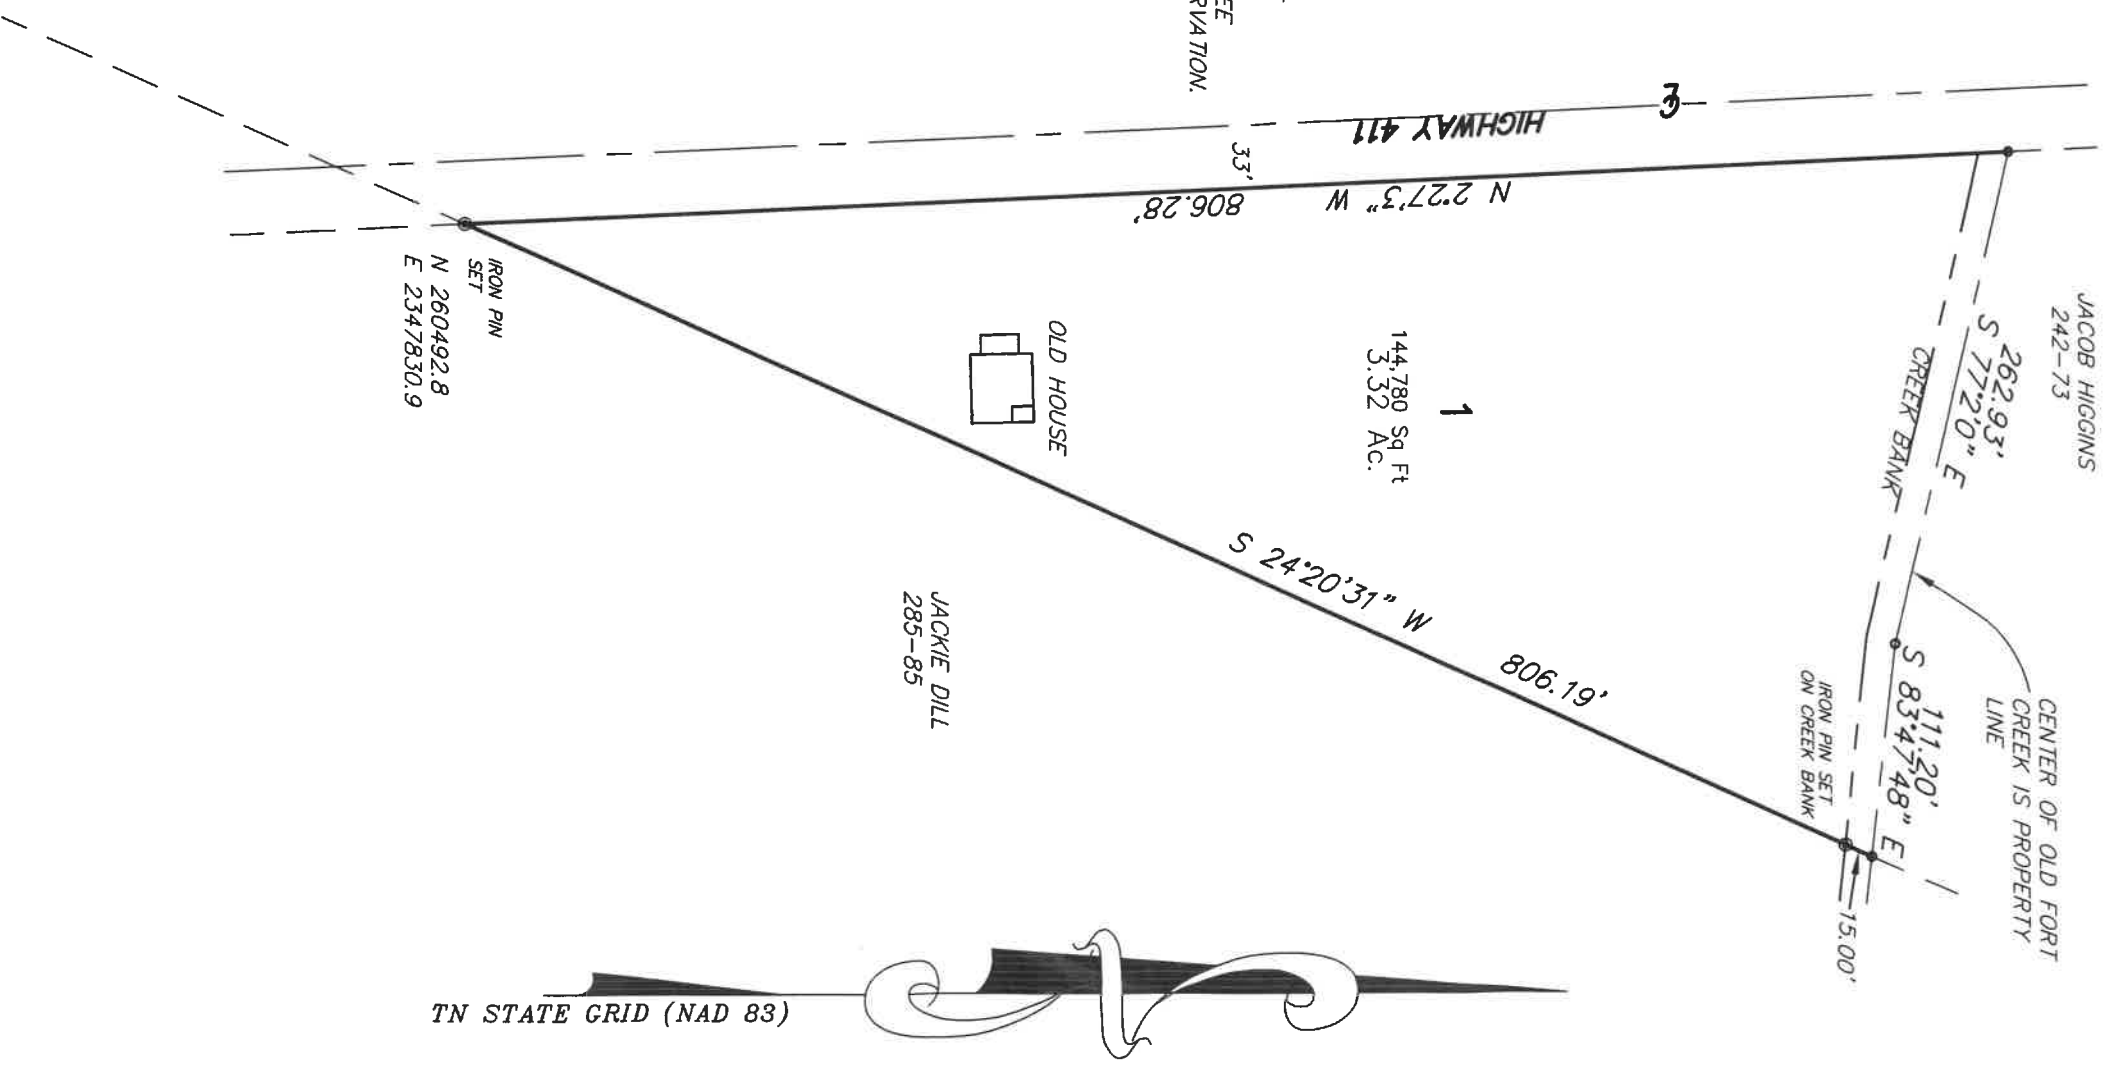 EE
RVATION.
HIGHWAY 411
33'
N 2°27'3" W 806.28'
JACOB HIGGINS
242-73
262.93'
S 77°2'0" E
CREEK BANK
CENTER OF OLD FORT
CREEK IS PROPERTY
LINE
111.20'
S 83°47'48" E
IRON PIN SET
ON CREEK BANK
15.00'
1
144,780 Sq Ft
3.32 Ac.
OLD HOUSE
S 24°20'31" W 806.19'
IRON PIN
SET
N 260492.8
E 2347830.9
JACKIE DILL
285-85
TN STATE GRID (NAD 83)